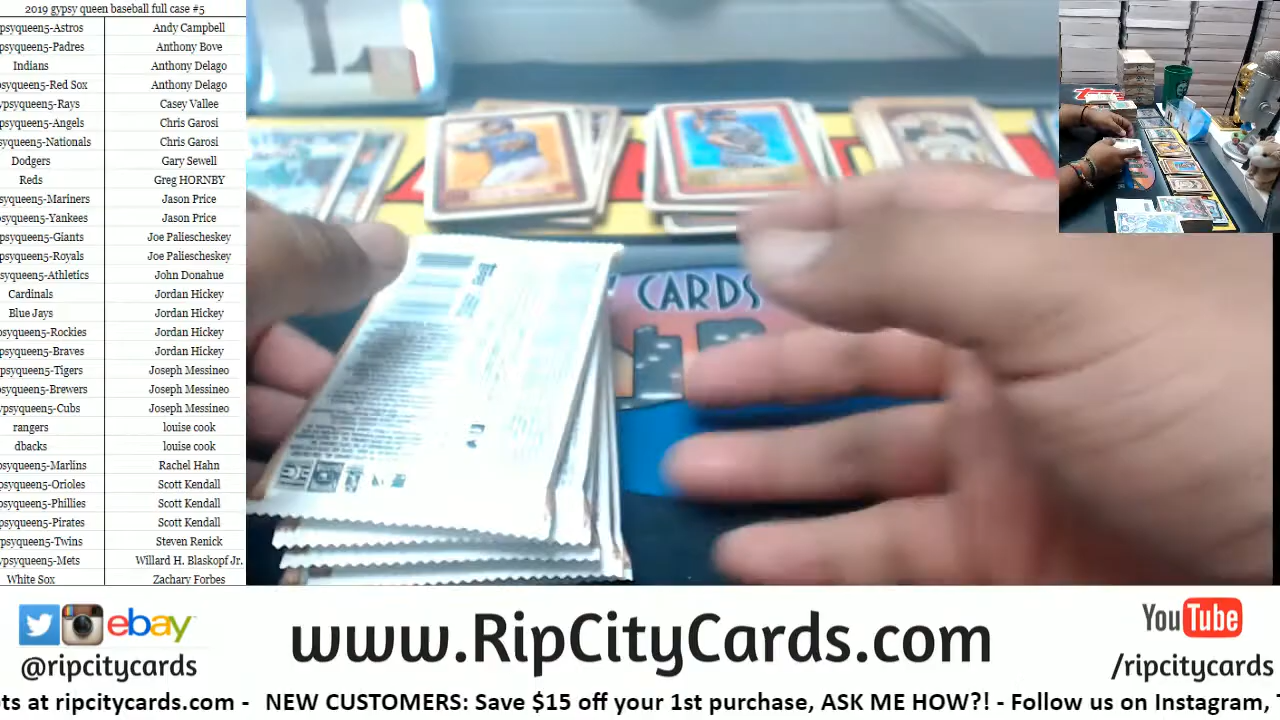 2019 gypsy queen baseball full case #5
psyqueen5-Astros Andy Campbell
psyqueen5-Padres Anthony Bove
Indians Anthony Delago
psyqueen5-Red Sox Anthony Delago
ypsyqueen5-Rays Casey Vallee
psyqueen5-Angels Chris Garosi
psyqueen5-Nationals Chris Garosi
Dodgers Gary Sewell
Reds Greg HORNBY
psyqueen5-Mariners Jason Price
psyqueen5-Yankees Jason Price
psyqueen5-Giants Joe Paliescheskey
psyqueen5-Royals Joe Paliescheskey
syqueen5-Athletics John Donahue
Cardinals Jordan Hickey
Blue Jays Jordan Hickey
psyqueen5-Rockies Jordan Hickey
psyqueen5-Braves Jordan Hickey
psyqueen5-Tigers Joseph Messineo
psyqueen5-Brewers Joseph Messineo
ypsyqueen5-Cubs Joseph Messineo
rangers louise cook
dbacks louise cook
psyqueen5-Marlins Rachel Hahn
psyqueen5-Orioles Scott Kendall
psyqueen5-Phillies Scott Kendall
psyqueen5-Pirates Scott Kendall
psyqueen5-Twins Steven Renick
ypsyqueen5-Mets Willard H. Blaskopf Jr.
White Sox Zachary Forbes
CARDS
ebay
@ripcitycards
www.RipCityCards.com
YouTube
/ripcitycards
ots at ripcitycards.com - NEW CUSTOMERS: Save $15 off your 1st purchase, ASK ME HOW?! - Follow us on Instagram,